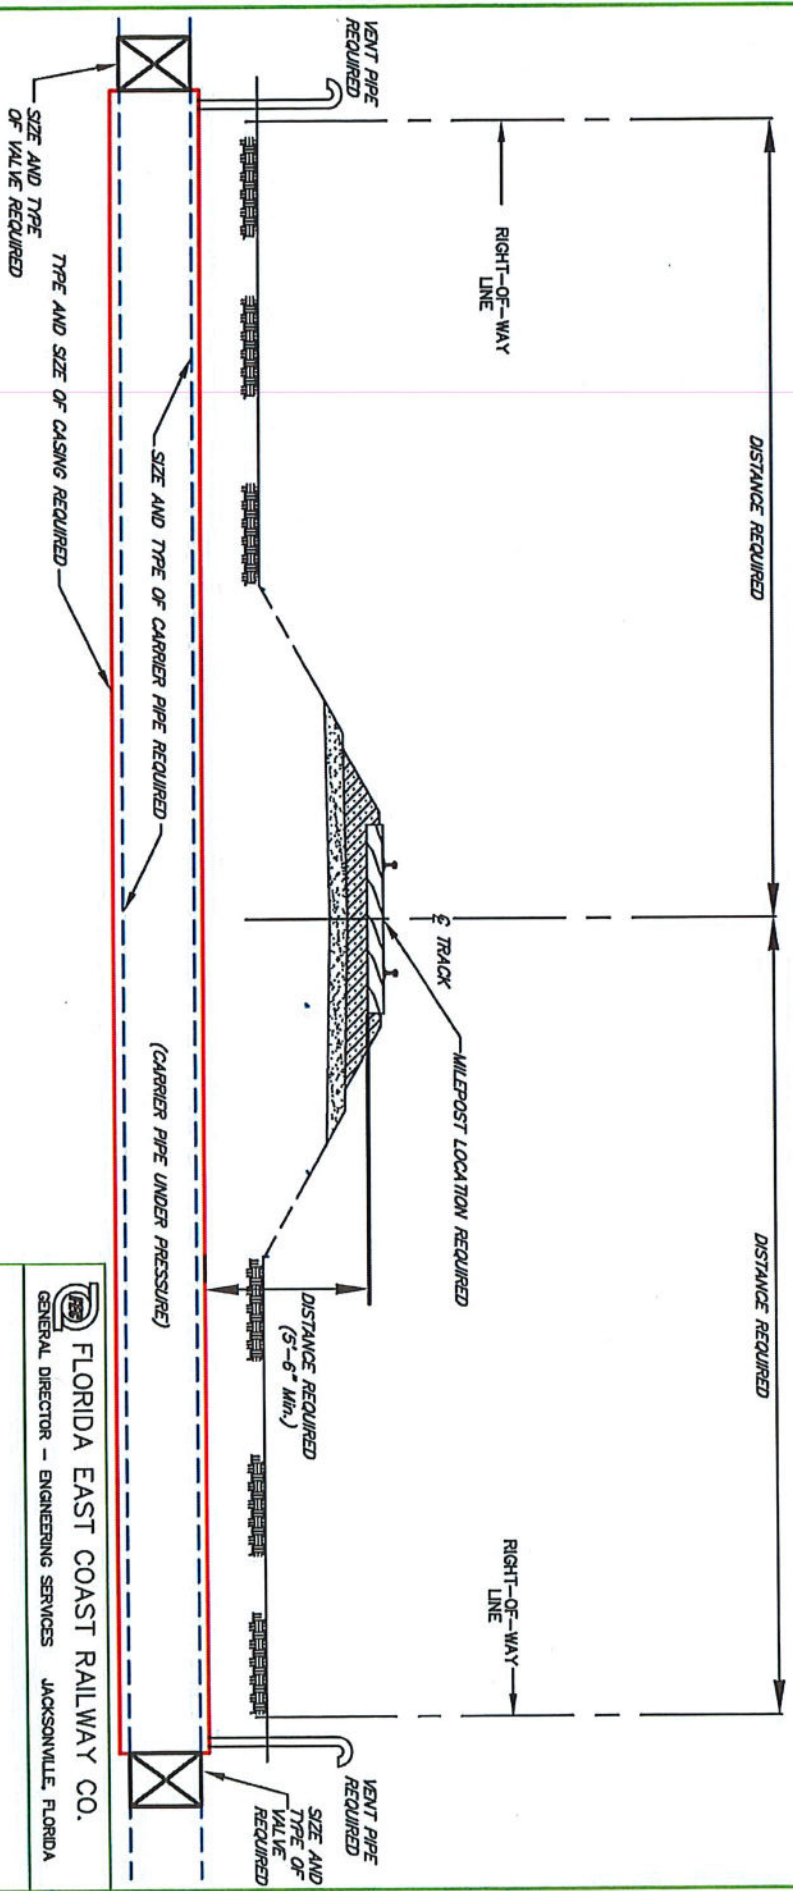 DISTANCE REQUIRED
DISTANCE REQUIRED
RIGHT-OF-WAY
LINE
RIGHT-OF-WAY
LINE
VENT PIPE
REQUIRED
℄ TRACK
MILEPOST LOCATION REQUIRED
DISTANCE REQUIRED
(5'-6" Min.)
VENT PIPE
REQUIRED
SIZE AND
TYPE OF
VALVE
REQUIRED
SIZE AND TYPE OF CARRIER PIPE REQUIRED
(CARRIER PIPE UNDER PRESSURE)
TYPE AND SIZE OF CASING REQUIRED
SIZE AND TYPE
OF VALVE REQUIRED
FEC
FLORIDA EAST COAST RAILWAY CO.
GENERAL DIRECTOR - ENGINEERING SERVICES JACKSONVILLE, FLORIDA